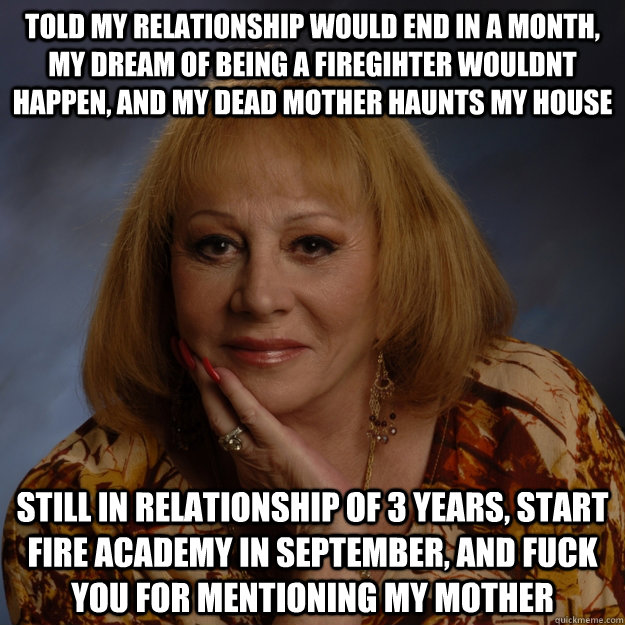 TOLD MY RELATIONSHIP WOULD END IN A MONTH,
MY DREAM OF BEING A FIREGIHTER WOULDNT
HAPPEN, AND MY DEAD MOTHER HAUNTS MY HOUSE
STILL IN RELATIONSHIP OF 3 YEARS, START
FIRE ACADEMY IN SEPTEMBER, AND FUCK
YOU FOR MENTIONING MY MOTHER
quickmeme.com